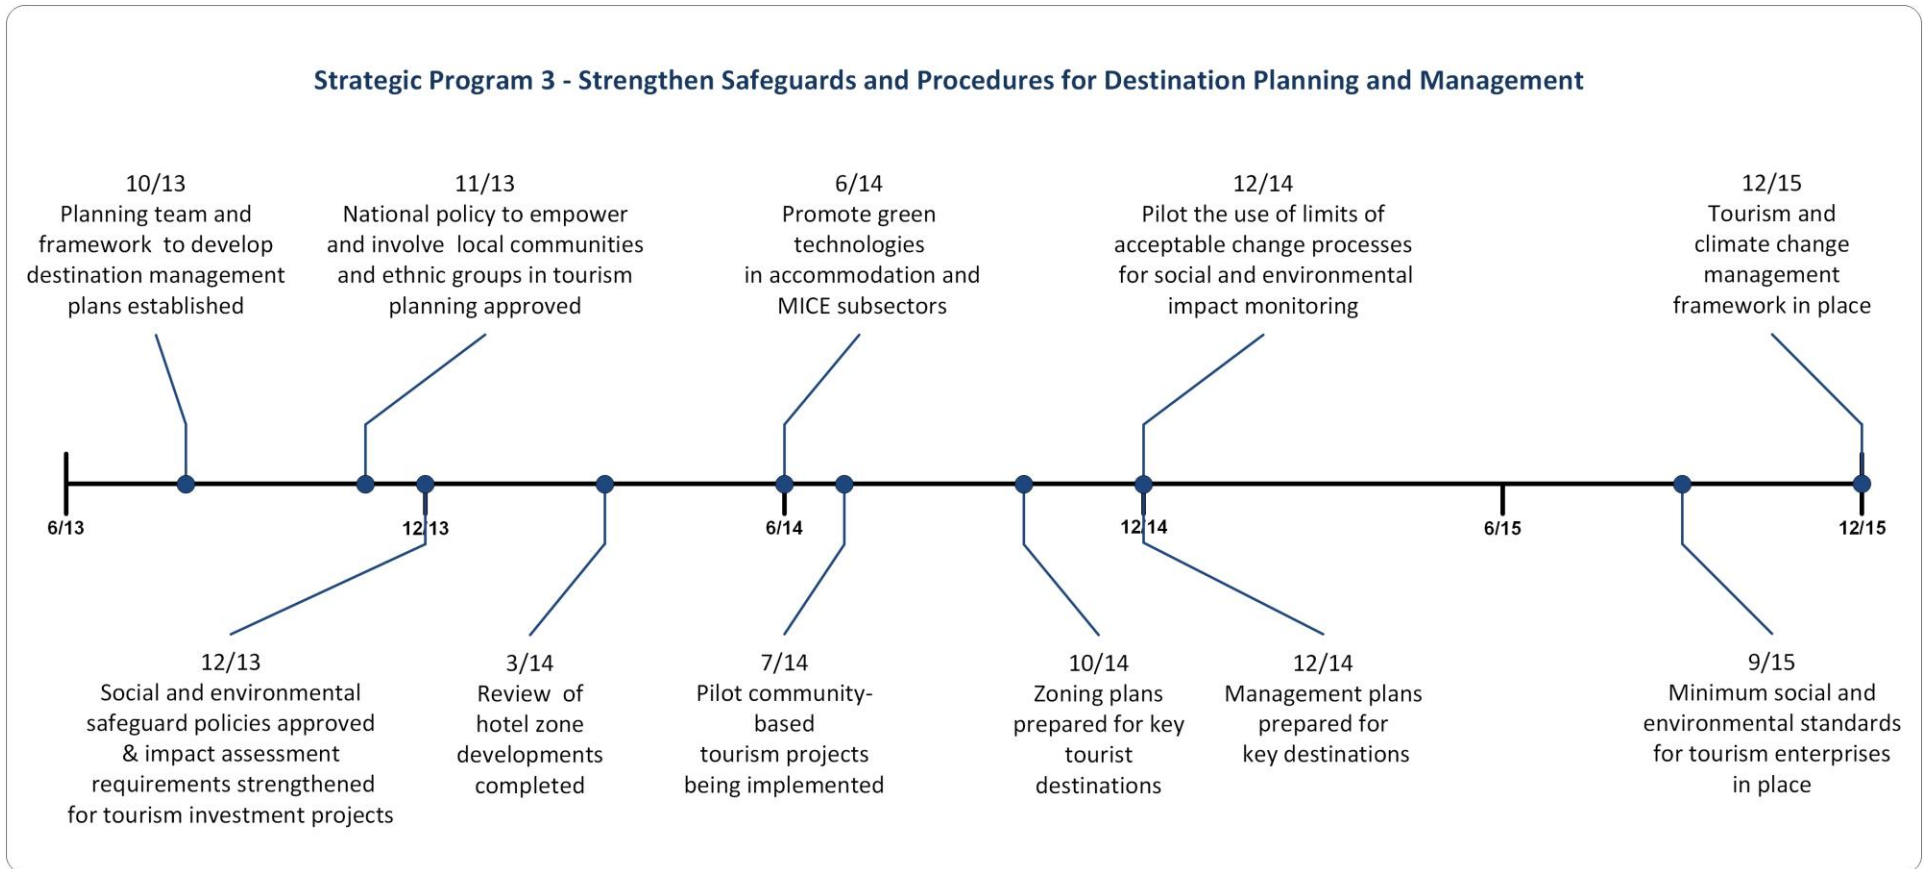 Strategic Program 3 - Strengthen Safeguards and Procedures for Destination Planning and Management
10/13
Planning team and
framework to develop
destination management
plans established
11/13
National policy to empower
and involve local communities
and ethnic groups in tourism
planning approved
6/14
Promote green
technologies
in accommodation and
MICE subsectors
12/14
Pilot the use of limits of
acceptable change processes
for social and environmental
impact monitoring
12/15
Tourism and
climate change
management
framework in place
6/13
12/13
6/14
12/14
6/15
12/15
12/13
Social and environmental
safeguard policies approved
& impact assessment
requirements strengthened
for tourism investment projects
3/14
Review of
hotel zone
developments
completed
7/14
Pilot community-
based
tourism projects
being implemented
10/14
Zoning plans
prepared for key
tourist
destinations
12/14
Management plans
prepared for
key destinations
9/15
Minimum social and
environmental standards
for tourism enterprises
in place